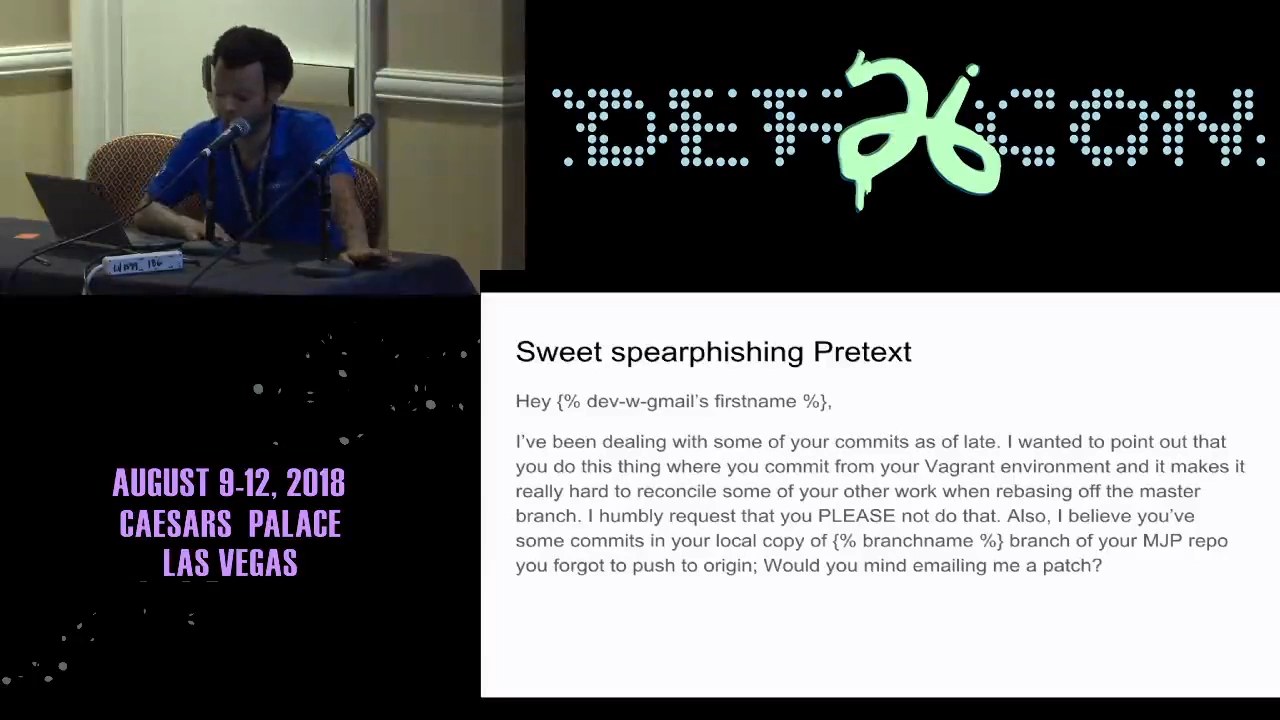 DEF CON
26
AUGUST 9-12, 2018
CAESARS PALACE
LAS VEGAS
Sweet spearphishing Pretext
Hey {% dev-w-gmail's firstname %},
I've been dealing with some of your commits as of late. I wanted to point out that
you do this thing where you commit from your Vagrant environment and it makes it
really hard to reconcile some of your other work when rebasing off the master
branch. I humbly request that you PLEASE not do that. Also, I believe you've
some commits in your local copy of {% branchname %} branch of your MJP repo
you forgot to push to origin; Would you mind emailing me a patch?